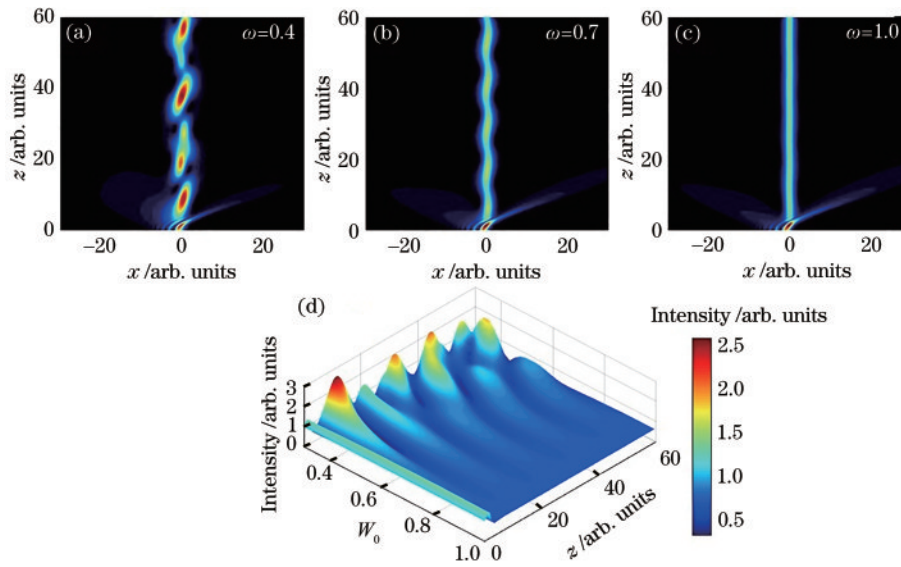 (a) ω=0.4
60
40
20
0
z /arb. units
−20 0 20
x /arb. units
(b) ω=0.7
60
40
20
0
z /arb. units
−20 0 20
x /arb. units
(c) ω=1.0
60
40
20
0
z /arb. units
−20 0 20
x /arb. units
(d)
Intensity /arb. units
3
2
1
0
0.4
0.6
0.8
1.0
W₀
0
20
40
60
z /arb. units
Intensity /arb. units
2.5
2.0
1.5
1.0
0.5